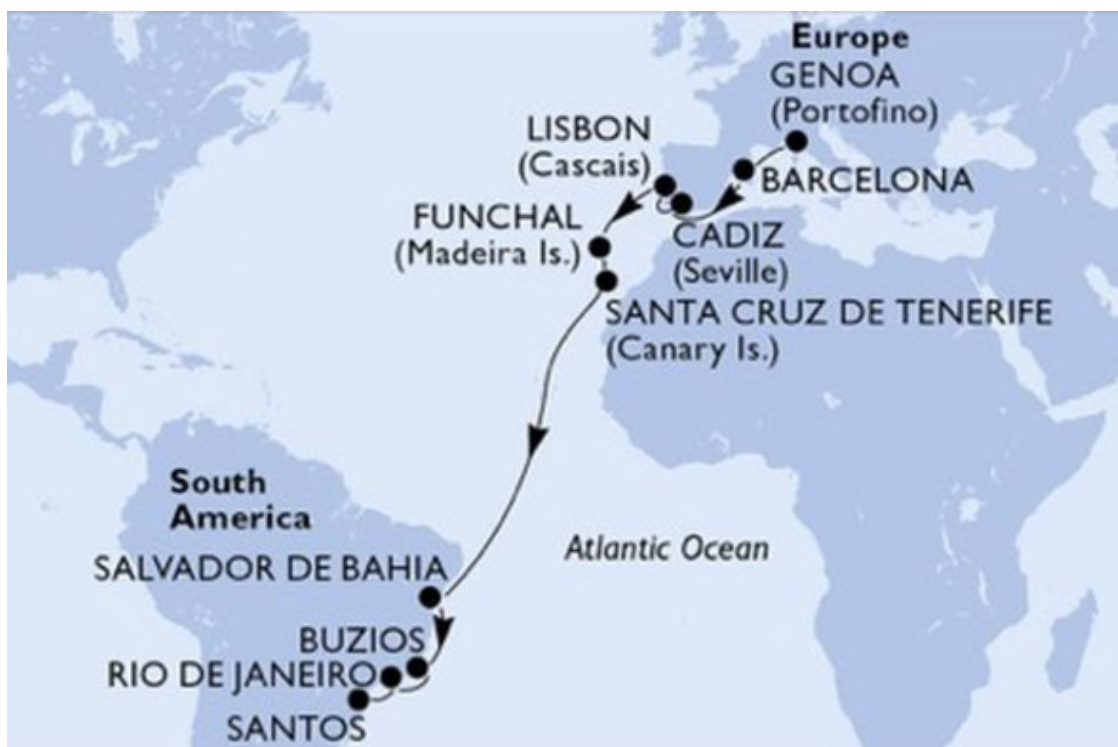 Europe
GENOA
(Portofino)
LISBON
(Cascais)
BARCELONA
FUNCHAL
(Madeira Is.)
CADIZ
(Seville)
SANTA CRUZ DE TENERIFE
(Canary Is.)
South
America
Atlantic Ocean
SALVADOR DE BAHIA
BUZIOS
RIO DE JANEIRO
SANTOS